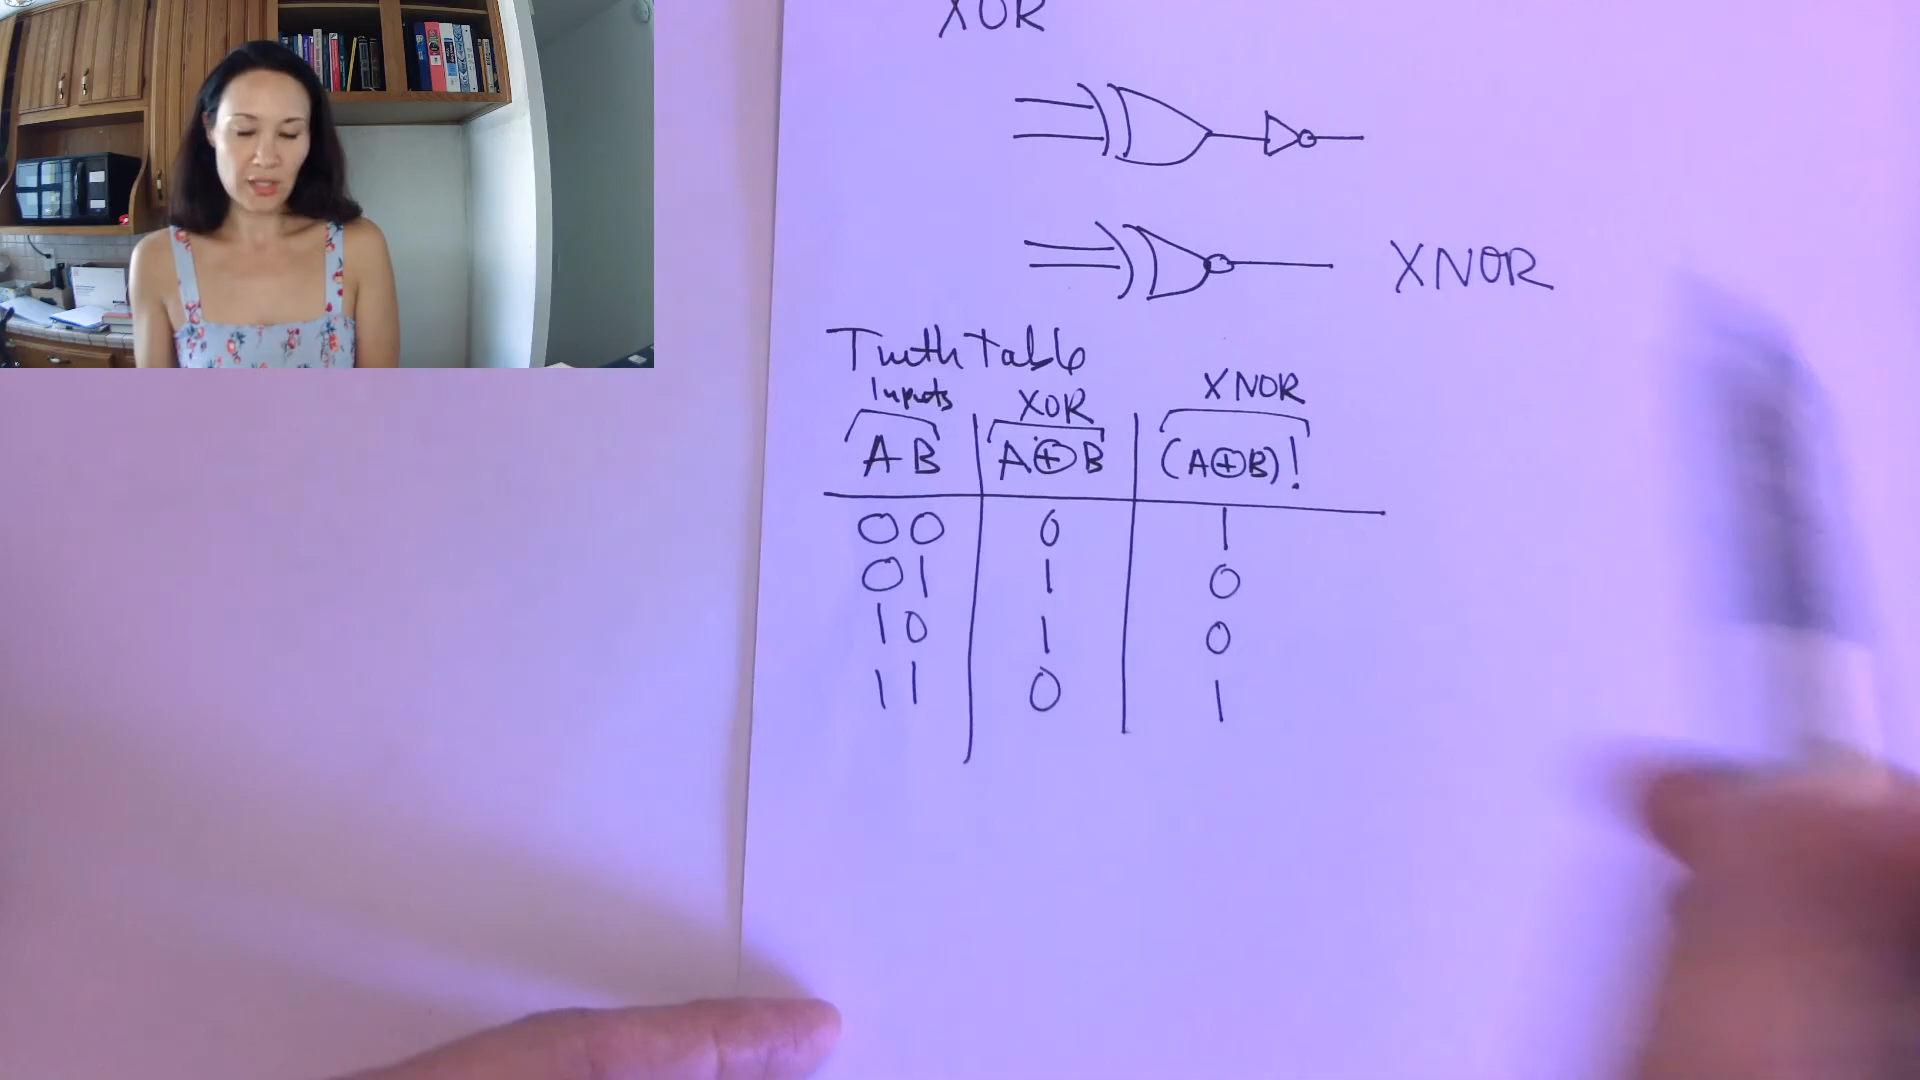 XOR
XNOR
Truth Table
Inputs XOR XNOR
A B A⊕B (A⊕B)!
0 0 0 1
0 1 1 0
1 0 1 0
1 1 0 1